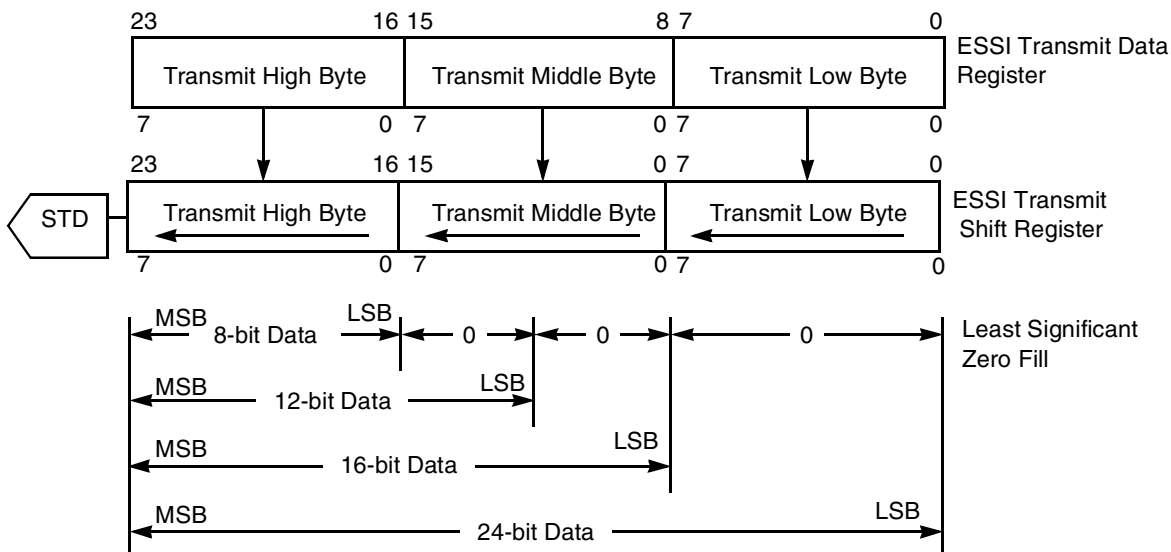 23 16 15 8 7 0
Transmit High Byte Transmit Middle Byte Transmit Low Byte
ESSI Transmit Data
Register
7 0 7 0 7 0
23 16 15 0 7 0
STD
Transmit High Byte Transmit Middle Byte Transmit Low Byte
ESSI Transmit
Shift Register
7 0 7 0 7 0
MSB 8-bit Data LSB 0 0 0
Least Significant
Zero Fill
MSB 12-bit Data LSB
MSB 16-bit Data LSB
MSB 24-bit Data LSB